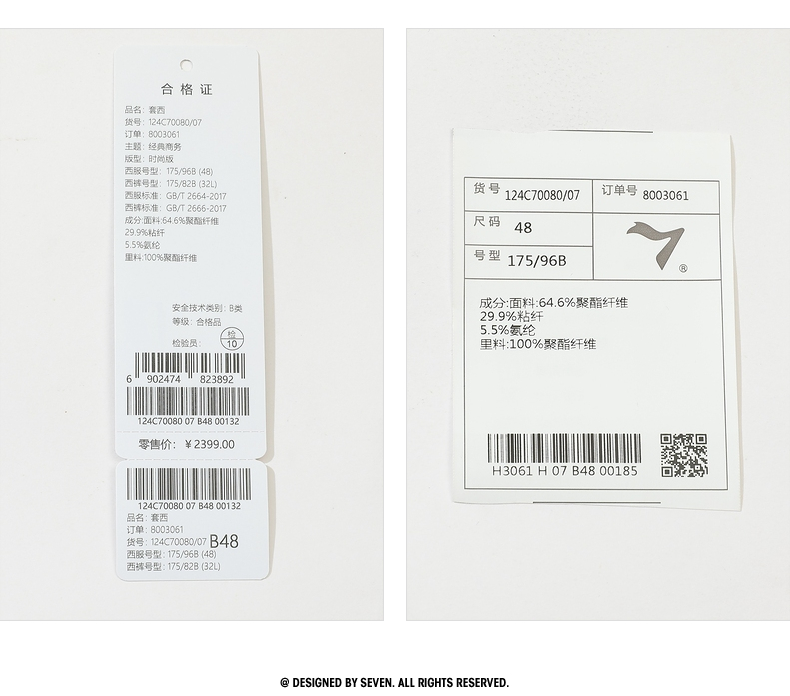 合格证
品名：套西
货号：124C70080/07
订单：8003061
主题：经典商务
版型：时尚版
西服号型：175/96B (48)
西裤号型：175/82B (32L)
西服标准：GB/T 2664-2017
西裤标准：GB/T 2666-2017
成分:面料:64.6%聚酯纤维
29.9%粘纤
5.5%氨纶
里料:100%聚酯纤维
安全技术类别：B类
等级：合格品
检验员： 检 10
6 902474 823892
124C70080 07 B48 00132
零售价：￥2399.00
124C70080 07 B48 00132
品名：套西
订单：8003061
货号：124C70080/07 B48
西服号型：175/96B (48)
西裤号型：175/82B (32L)
货号 124C70080/07 订单号 8003061
尺码 48
号型 175/96B
®
成分:面料:64.6%聚酯纤维
29.9%粘纤
5.5%氨纶
里料:100%聚酯纤维
H3061 H 07 B48 00185
@ DESIGNED BY SEVEN. ALL RIGHTS RESERVED.